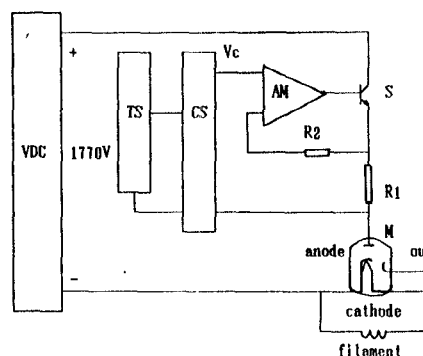 Vc
+
AM
S
TS
CS
R2
VDC
1770V
R1
M
anode
ou
-
cathode
filament